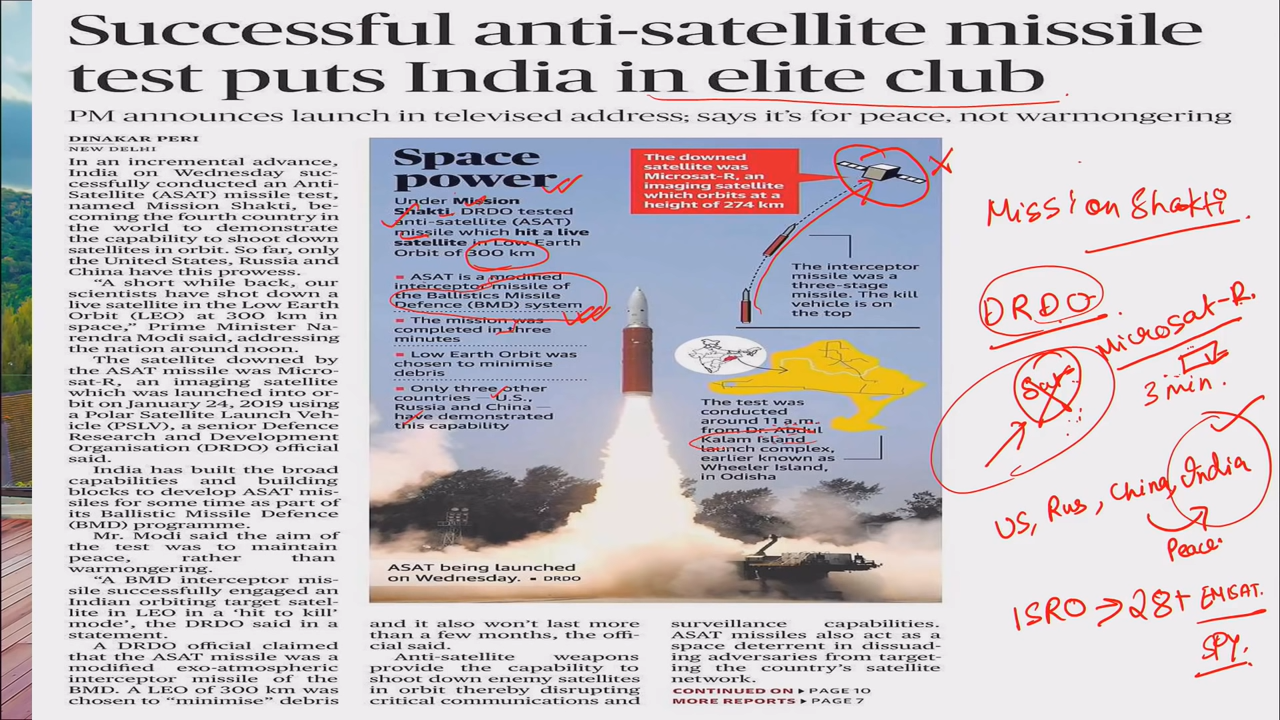 Successful anti-satellite missile
test puts India in elite club
PM announces launch in televised address; says it's for peace, not warmongering
DINAKAR PERI
NEW DELHI
In an incremental advance,
India on Wednesday suc-
cessfully conducted an Anti-
Satellite (ASAT) missile test,
named Mission Shakti, be-
coming the fourth country in
the world to demonstrate
the capability to shoot down
satellites in orbit. So far, only
the United States, Russia and
China have this prowess.
"A short while back, our
scientists have shot down a
live satellite in the Low Earth
Orbit (LEO) at 300 km in
space," Prime Minister Na-
rendra Modi said, addressing
the nation around noon.
The satellite downed by
the ASAT missile was Micro-
sat-R, an imaging satellite
which was launched into or-
bit on January 24, 2019 using
a Polar Satellite Launch Veh-
icle (PSLV), a senior Defence
Research and Development
Organisation (DRDO) official
said.
India has built the broad
capabilities and building
blocks to develop ASAT mis-
siles for some time as part of
its Ballistic Missile Defence
(BMD) programme.
Mr. Modi said the aim of
the test was to maintain
peace, rather than
warmongering.
"A BMD interceptor mis-
sile successfully engaged an
Indian orbiting target satel-
lite in LEO in a 'hit to kill'
mode', the DRDO said in a
statement.
A DRDO official claimed
that the ASAT missile was a
modified exo-atmospheric
interceptor missile of the
BMD. A LEO of 300 km was
chosen to "minimise" debris
Space
power
Under Mission
Shakti, DRDO tested
anti-satellite (ASAT)
missile which hit a live
satellite in Low Earth
Orbit of 300 km
ASAT is a modified
interceptor missile of
the Ballistics Missile
Defence (BMD) system
The mission was
completed in three
minutes
Low Earth Orbit was
chosen to minimise
debris
Only three other
countries — U.S.,
Russia and China —
have demonstrated
this capability
The downed
satellite was
Microsat-R, an
imaging satellite
which orbits at a
height of 274 km
The interceptor
missile was a
three-stage
missile. The kill
vehicle is on
the top
The test was
conducted
around 11 a.m.
from Dr. Abdul
Kalam Island
launch complex,
earlier known as
Wheeler Island,
in Odisha
ASAT being launched
on Wednesday. ▪ DRDO
and it also won't last more
than a few months, the offi-
cial said.
Anti-satellite weapons
provide the capability to
shoot down enemy satellites
in orbit thereby disrupting
critical communications and
surveillance capabilities.
ASAT missiles also act as a
space deterrent in dissuad-
ing adversaries from target-
ing the country's satellite
network.
CONTINUED ON ▸ PAGE 10
MORE REPORTS ▸ PAGE 7
Mission Shakti
DRDO
Microsat-R.
Sat
3 min.
US, Rus, China, India
Peace.
ISRO → 28+ EMISAT.
SPY.